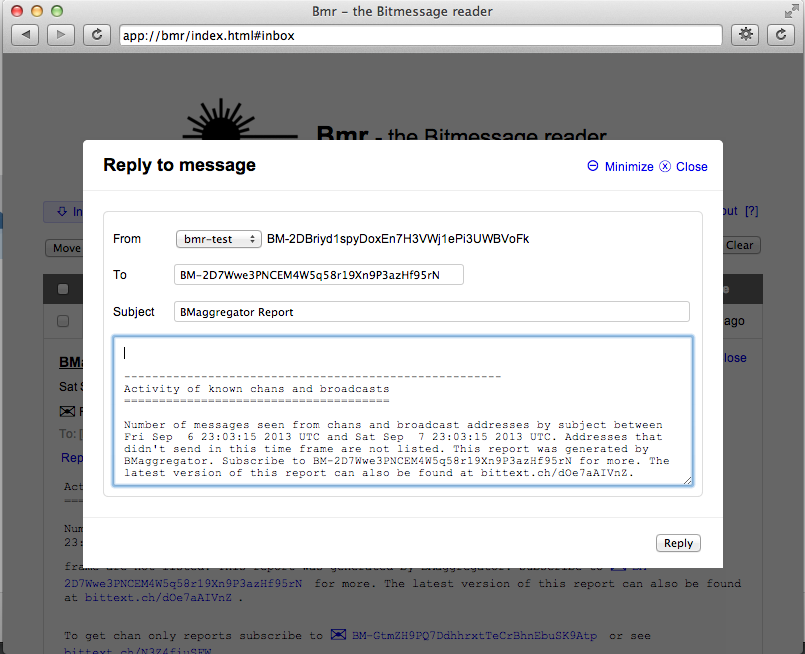 Bmr - the Bitmessage reader
app://bmr/index.html#inbox
Bmr - the Bitmessage reader
Reply to message
Minimize Close
In
out [?]
Move
Clear
From bmr-test BM-2DBriyd1spyDoxEn7H3VWj1ePi3UWBVoFk
To BM-2D7Wwe3PNCEM4W5q58r19Xn9P3azHf95rN
Subject BMaggregator Report
ago
lose
------------------------------------------------------
Activity of known chans and broadcasts
======================================
Number of messages seen from chans and broadcast addresses by subject between
Fri Sep  6 23:03:15 2013 UTC and Sat Sep  7 23:03:15 2013 UTC. Addresses that
didn't send in this time frame are not listed. This report was generated by
BMaggregator. Subscribe to BM-2D7Wwe3PNCEM4W5q58r19Xn9P3azHf95rN for more. The
latest version of this report can also be found at bittext.ch/dOe7aAIVnZ.
BMa
Sat S
To: [
Rep
Act
===
Num
23:
Reply
frame are not listed. This report was generated by BMaggregator. Subscribe to BM-
2D7Wwe3PNCEM4W5q58r19Xn9P3azHf95rN for more. The latest version of this report can also be found
at bittext.ch/dOe7aAIVnZ .
To get chan only reports subscribe to BM-GtmZH9PQ7DdhhrxtTeCrBhnEbuSK9Atp or see
bittext.ch/N3Z4fiuSFW